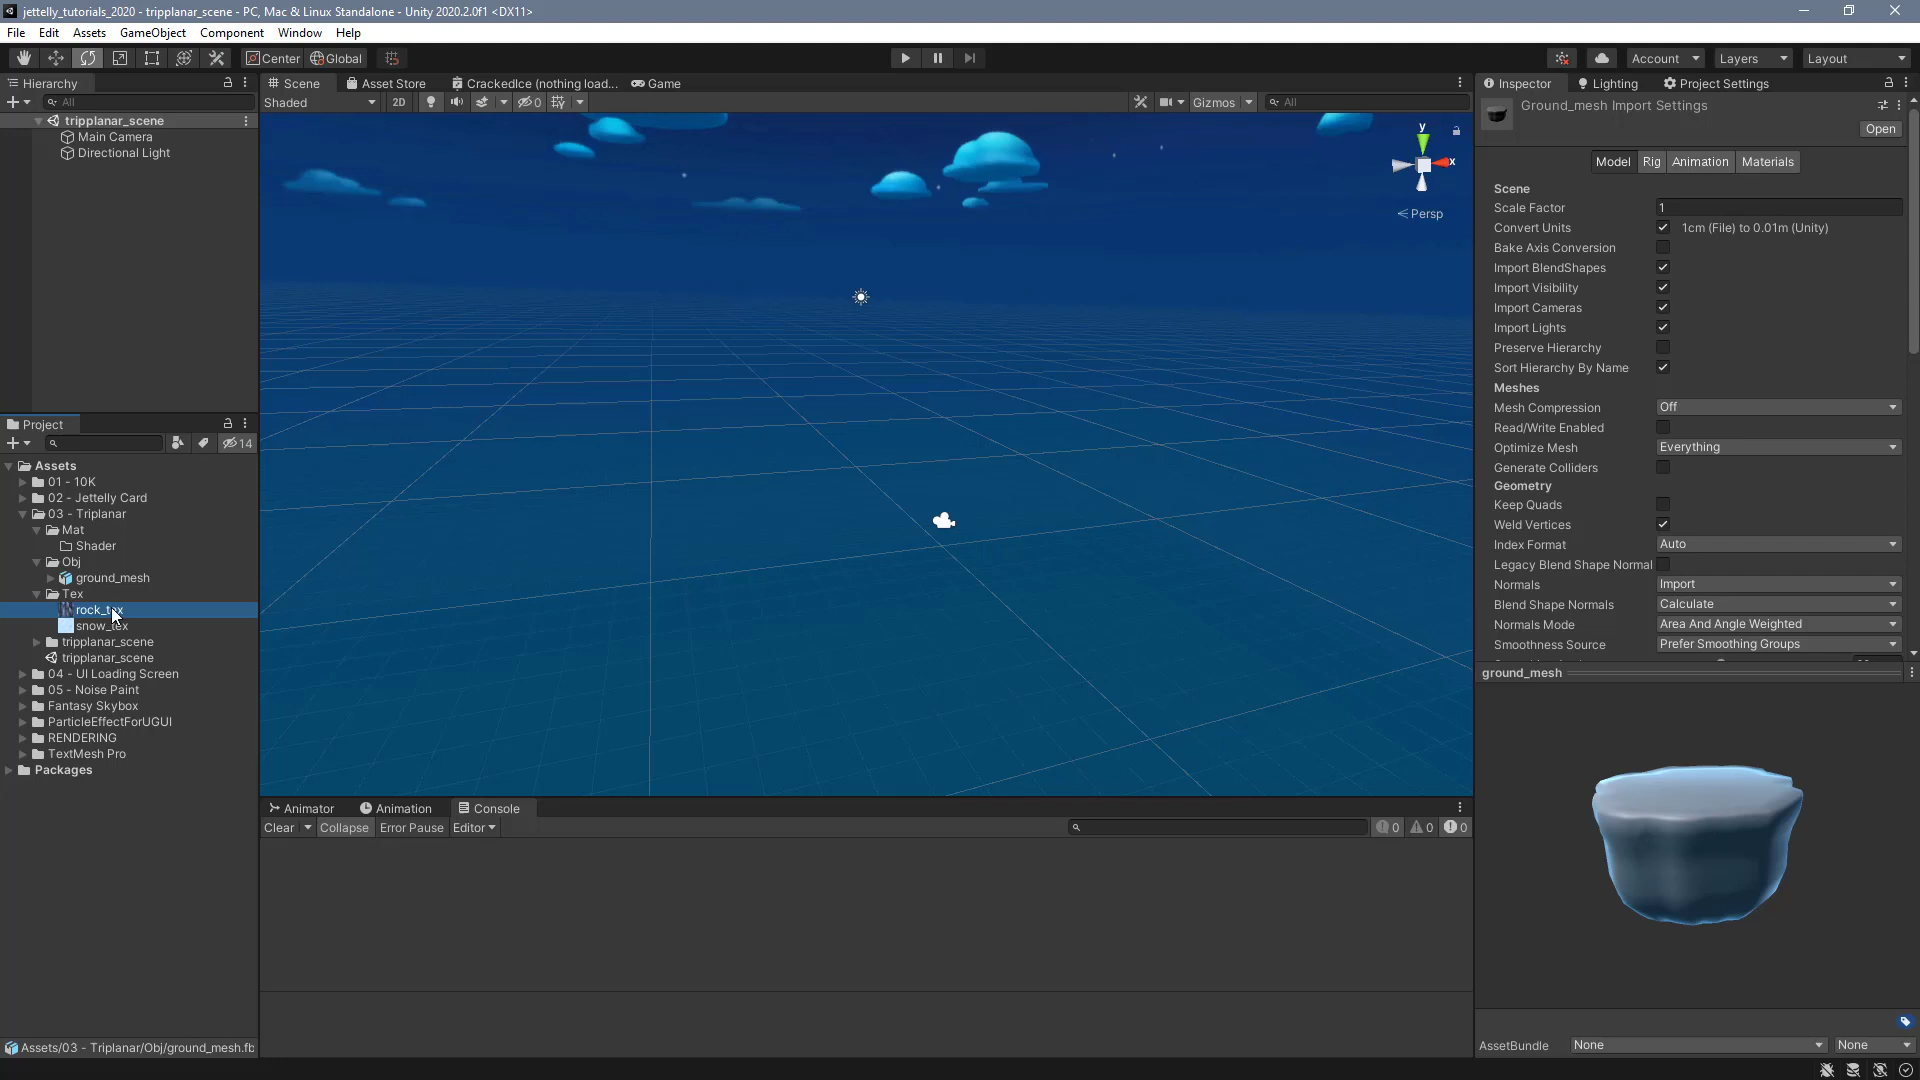 jettelly_tutorials_2020 - tripplanar_scene - PC, Mac & Linux Standalone - Unity 2020.2.0f1 <DX11>
File Edit Assets GameObject Component Window Help
Center Global
Account Layers Layout
Hierarchy
All
tripplanar_scene
Main Camera
Directional Light
Scene Asset Store CrackedIce (nothing load... Game
Shaded 2D 0 Gizmos All
y
x
Persp
Project
14
Assets
01 - 10K
02 - Jettelly Card
03 - Triplanar
Mat
Shader
Obj
ground_mesh
Tex
rock_tex
snow_tex
tripplanar_scene
tripplanar_scene
04 - UI Loading Screen
05 - Noise Paint
Fantasy Skybox
ParticleEffectForUGUI
RENDERING
TextMesh Pro
Packages
Assets/03 - Triplanar/Obj/ground_mesh.fb
Animator Animation Console
Clear Collapse Error Pause Editor
0 0 0
Inspector Lighting Project Settings
Ground_mesh Import Settings
Open
Model Rig Animation Materials
Scene
Scale Factor 1
Convert Units 1cm (File) to 0.01m (Unity)
Bake Axis Conversion
Import BlendShapes
Import Visibility
Import Cameras
Import Lights
Preserve Hierarchy
Sort Hierarchy By Name
Meshes
Mesh Compression Off
Read/Write Enabled
Optimize Mesh Everything
Generate Colliders
Geometry
Keep Quads
Weld Vertices
Index Format Auto
Legacy Blend Shape Normal
Normals Import
Blend Shape Normals Calculate
Normals Mode Area And Angle Weighted
Smoothness Source Prefer Smoothing Groups
ground_mesh
AssetBundle None None